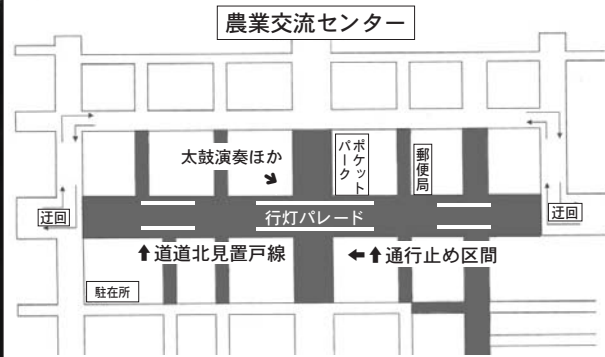 農業交流センター
太鼓演奏ほか
ポケット
パーク
郵便局
迂回
行灯パレード
迂回
道道北見置戸線
通行止め区間
駐在所